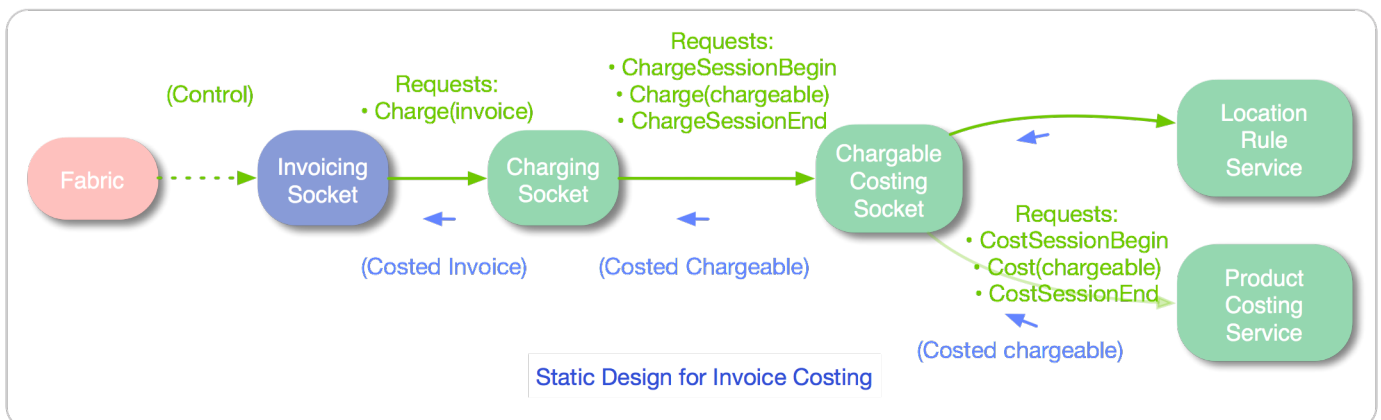 Requests:
• ChargeSessionBegin
• Charge(chargeable)
• ChargeSessionEnd
(Control)
Requests:
• Charge(invoice)
Fabric
Invoicing
Socket
Charging
Socket
Chargable
Costing
Socket
Location
Rule
Service
(Costed Invoice)
(Costed Chargeable)
Requests:
• CostSessionBegin
• Cost(chargeable)
• CostSessionEnd
Product
Costing
Service
(Costed chargeable)
Static Design for Invoice Costing